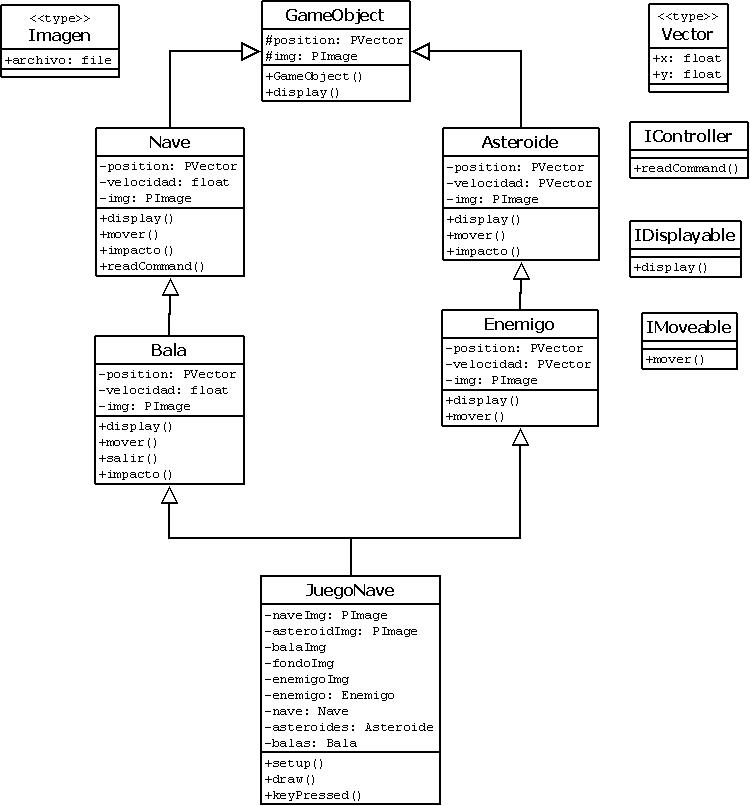 <<type>>
Imagen
+archivo: file
GameObject
#position: PVector
#img: PImage
+GameObject()
+display()
<<type>>
Vector
+x: float
+y: float
Nave
-position: PVector
-velocidad: float
-img: PImage
+display()
+mover()
+impacto()
+readCommand()
Asteroide
-position: PVector
-velocidad: PVector
-img: PImage
+display()
+mover()
+impacto()
IController
+readCommand()
IDisplayable
+display()
IMoveable
+mover()
Bala
-position: PVector
-velocidad: float
-img: PImage
+display()
+mover()
+salir()
+impacto()
Enemigo
-position: PVector
-velocidad: PVector
-img: PImage
+display()
+mover()
JuegoNave
-naveImg: PImage
-asteroidImg: PImage
-balaImg
-fondoImg
-enemigoImg
-enemigo: Enemigo
-nave: Nave
-asteroides: Asteroide
-balas: Bala
+setup()
+draw()
+keyPressed()